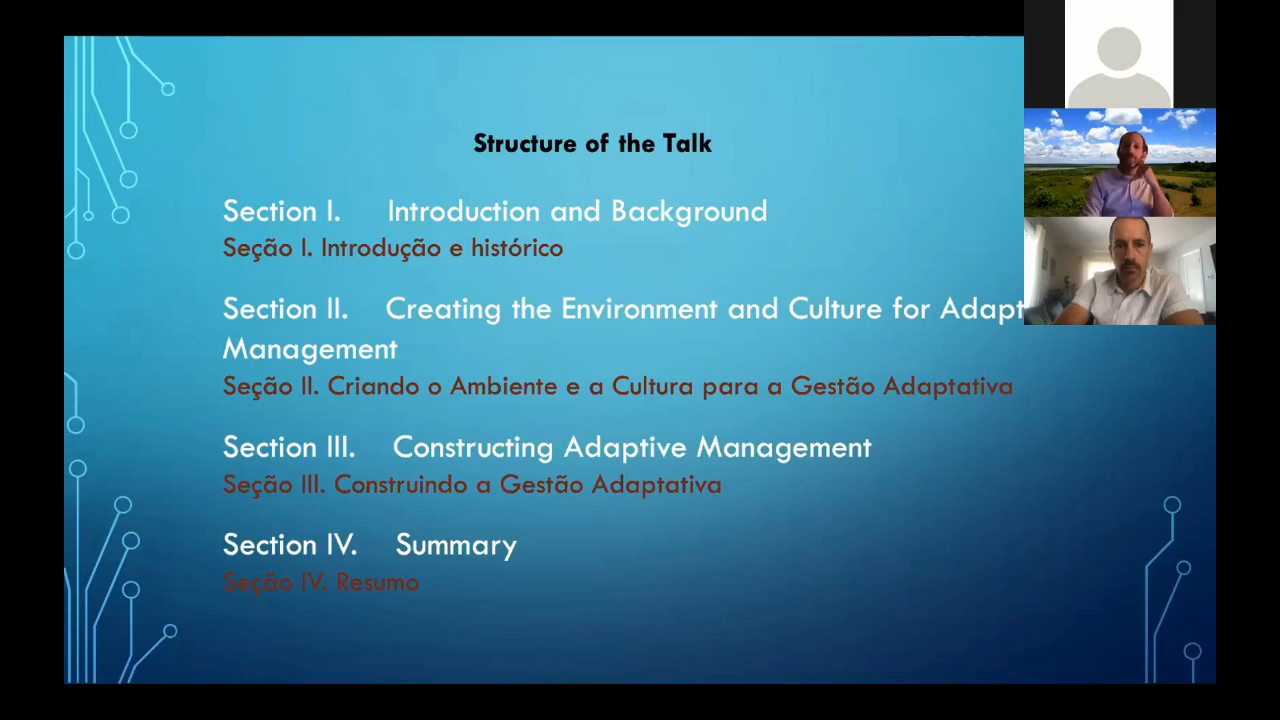 Structure of the Talk
Section I. Introduction and Background
Seção I. Introdução e histórico
Section II. Creating the Environment and Culture for Adapt
Management
Seção II. Criando o Ambiente e a Cultura para a Gestão Adaptativa
Section III. Constructing Adaptive Management
Seção III. Construindo a Gestão Adaptativa
Section IV. Summary
Seção IV. Resumo